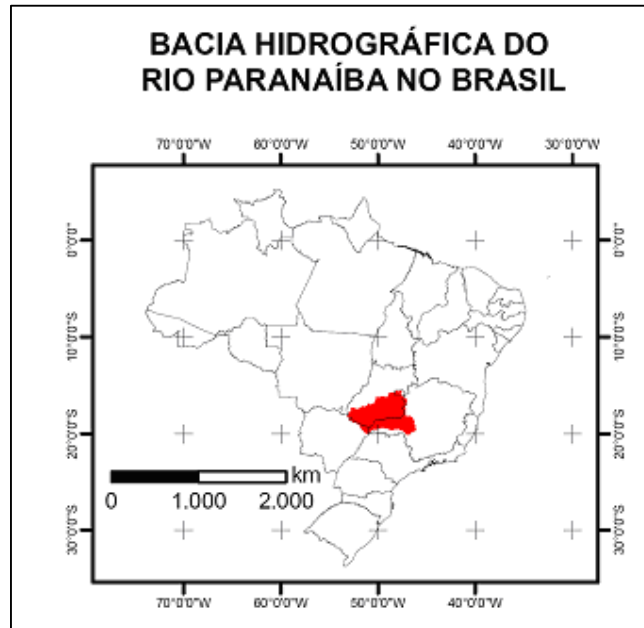 BACIA HIDROGRÁFICA DO
RIO PARANAÍBA NO BRASIL
70°0'0"W 60°0'0"W 50°0'0"W 40°0'0"W 30°0'0"W
0°0'0" 0°0'0"
10°0'0"S 10°0'0"S
20°0'0"S 20°0'0"S
km
0 1.000 2.000
30°0'0"S 30°0'0"S
70°0'0"W 60°0'0"W 50°0'0"W 40°0'0"W 30°0'0"W